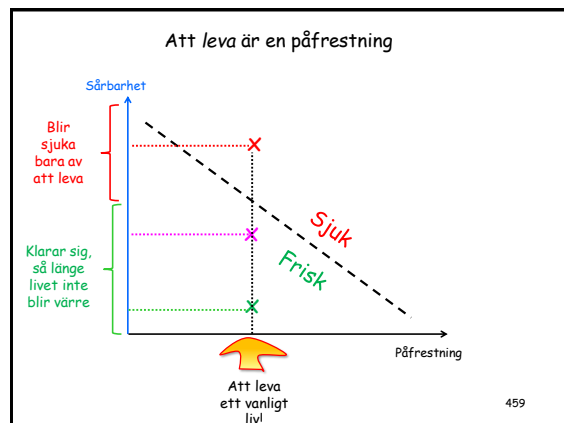 Att leva är en påfrestning
Sårbarhet
Blir
sjuka
bara av
att leva
Sjuk
Frisk
Klarar sig,
så länge
livet inte
blir värre
Påfrestning
Att leva
ett vanligt
liv!
459